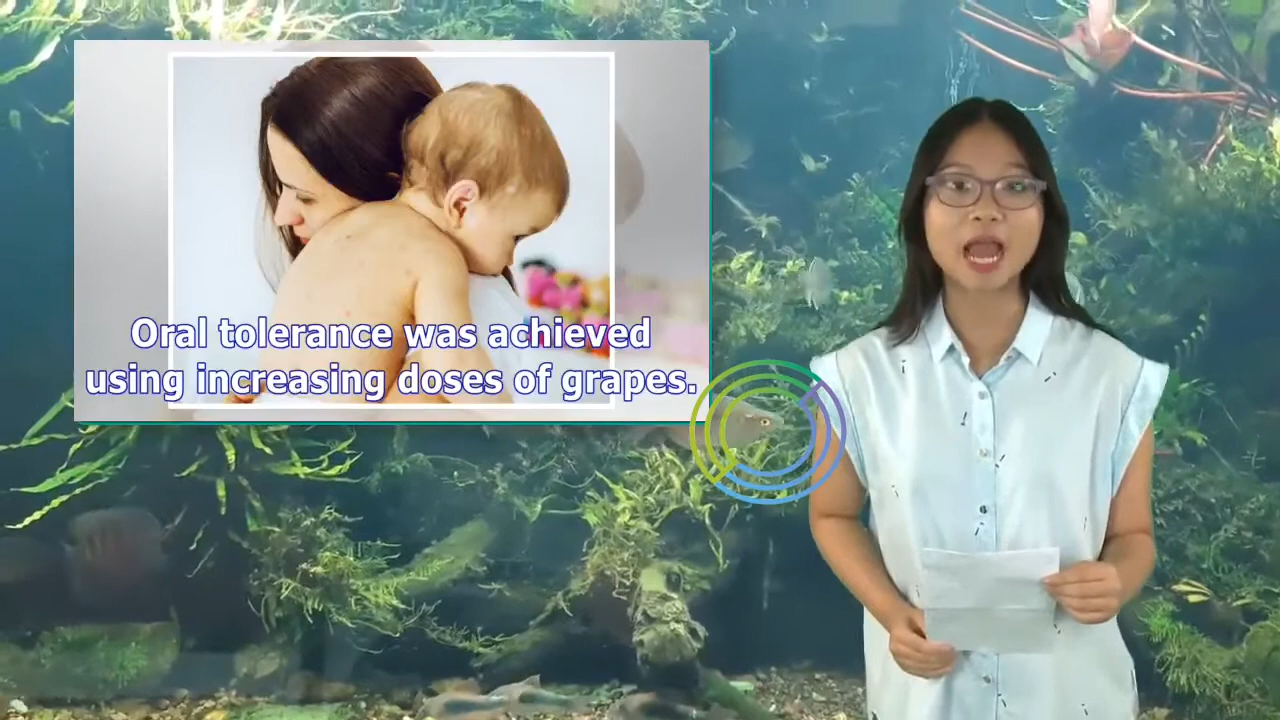 Oral tolerance was achieved
using increasing doses of grapes.